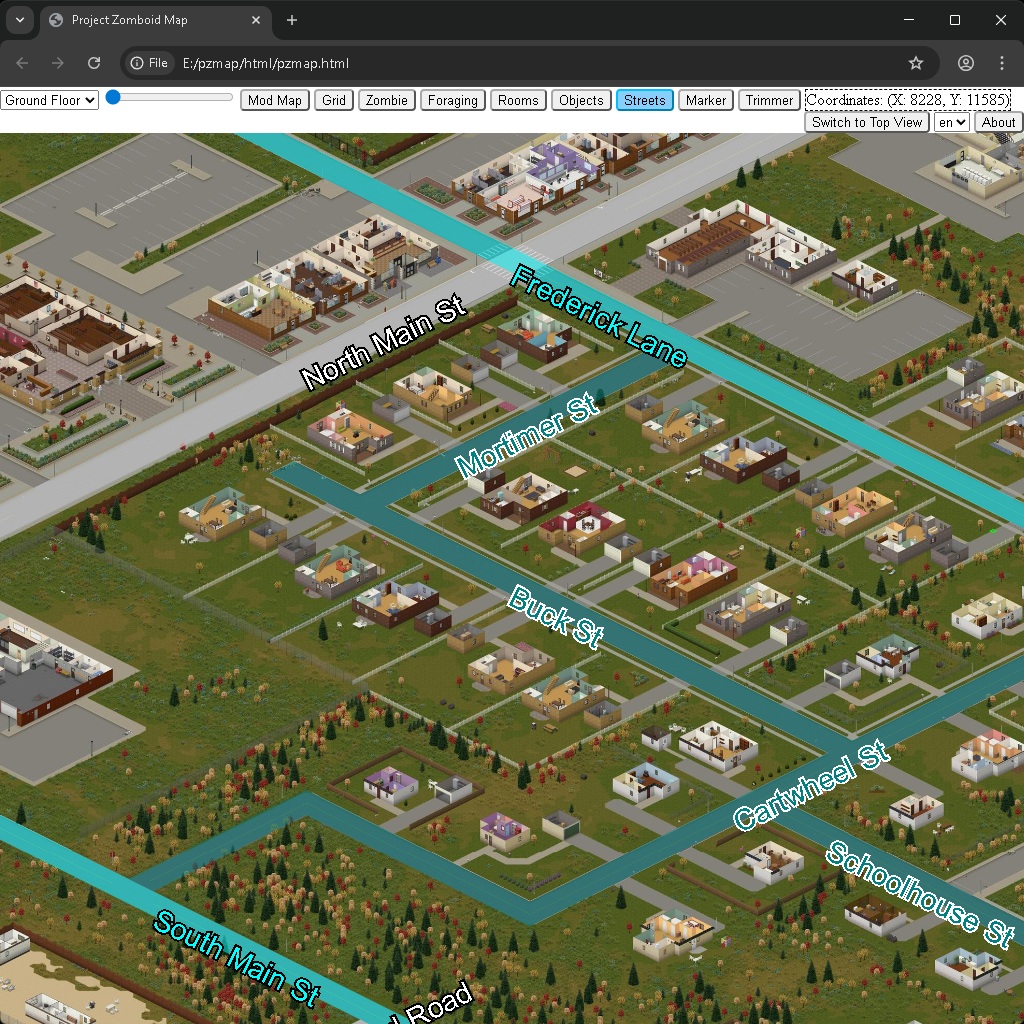 Project Zomboid Map
File
E:/pzmap/html/pzmap.html
Ground Floor
Mod Map
Grid
Zombie
Foraging
Rooms
Objects
Streets
Marker
Trimmer
Coordinates: (X: 8228, Y: 11585)
Switch to Top View
en
About
Frederick Lane
North Main St
Mortimer St
Buck St
Cartwheel St
Schoolhouse St
South Main St
Road